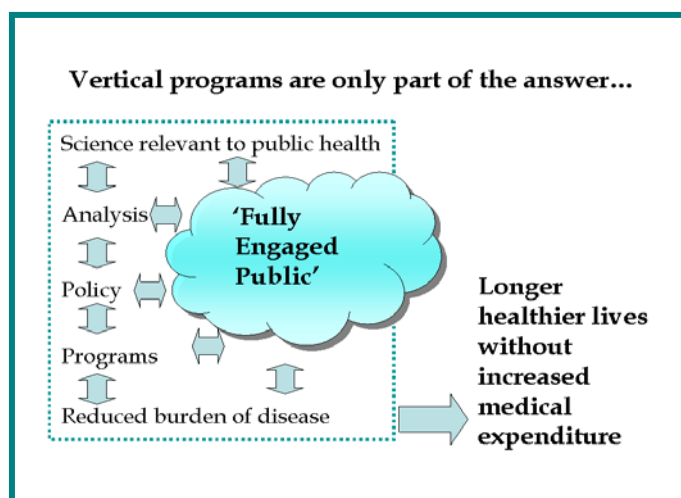 Vertical programs are only part of the answer…
Science relevant to public health
Analysis
Policy
Programs
Reduced burden of disease
‘Fully
Engaged
Public’
Longer
healthier lives
without
increased
medical
expenditure